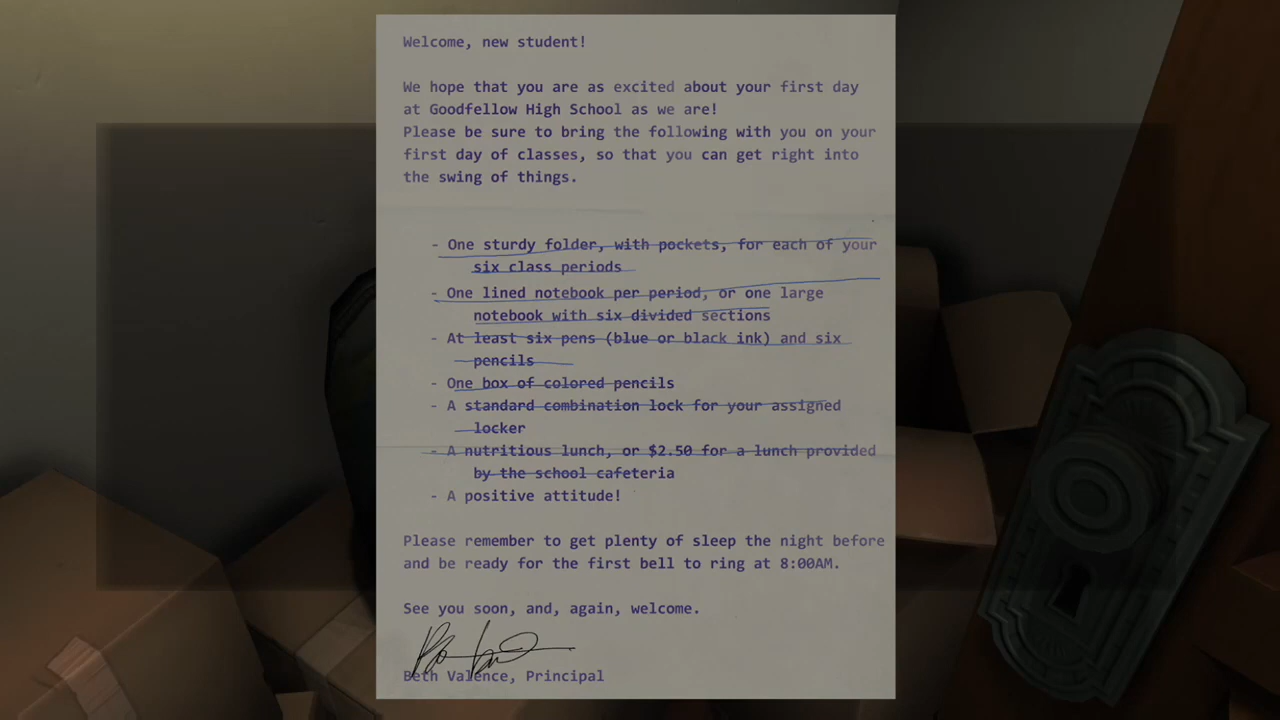 Welcome, new student!
We hope that you are as excited about your first day
at Goodfellow High School as we are!
Please be sure to bring the following with you on your
first day of classes, so that you can get right into
the swing of things.
- One sturdy folder, with pockets, for each of your
six class periods
- One lined notebook per period, or one large
notebook with six divided sections
- At least six pens (blue or black ink) and six
pencils
- One box of colored pencils
- A standard combination lock for your assigned
locker
- A nutritious lunch, or $2.50 for a lunch provided
by the school cafeteria
- A positive attitude!
Please remember to get plenty of sleep the night before
and be ready for the first bell to ring at 8:00AM.
See you soon, and, again, welcome.
Beth Valence, Principal